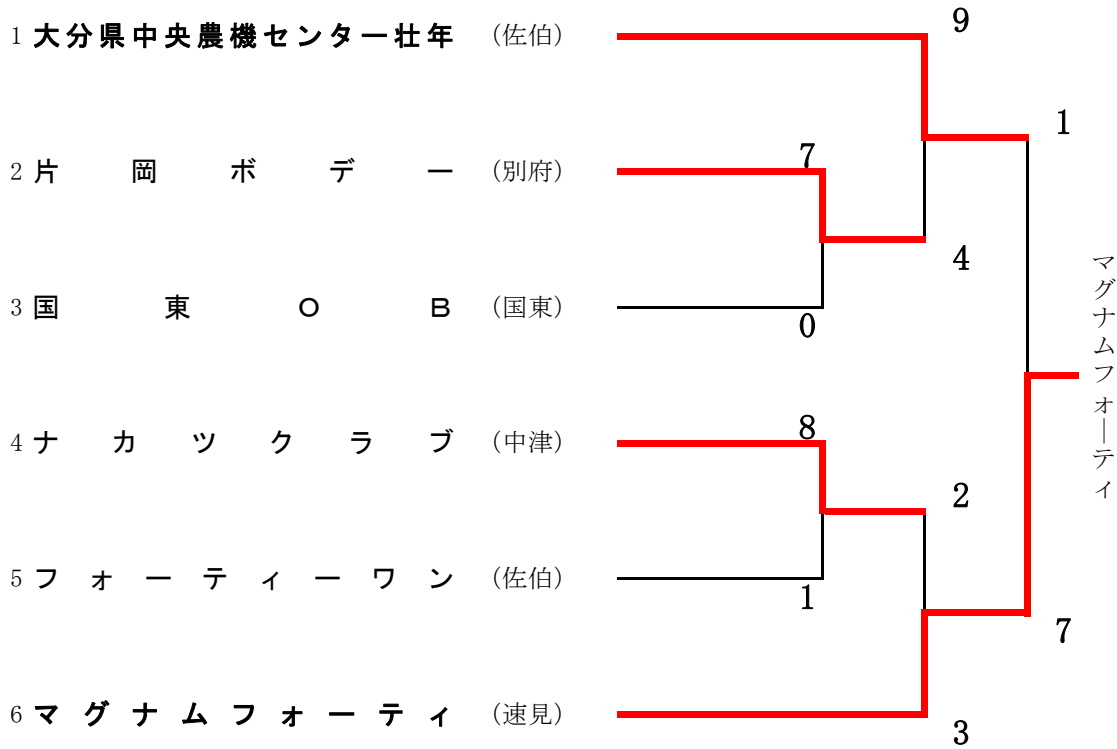 9
1 大分県中央農機センター壮年 (佐伯)
1
7
2 片岡ボデー (別府)
4
3 国東OB (国東)
0
マグナムフォーティ
8
4 ナカツクラブ (中津)
2
5 フォーティーワン (佐伯)
1
7
6 マグナムフォーティ (速見)
3